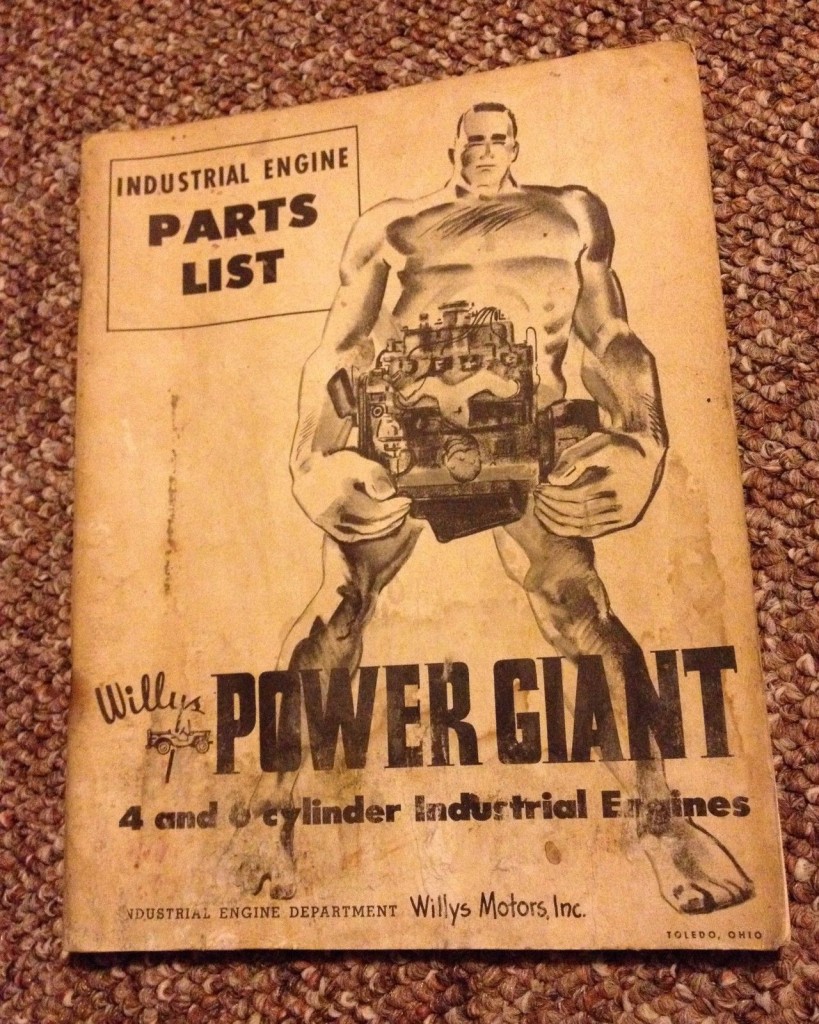 INDUSTRIAL ENGINE
PARTS
LIST
Willys
POWER GIANT
4 and 6 cylinder Industrial Engines
NDUSTRIAL ENGINE DEPARTMENT Willys Motors, Inc.
TOLEDO, OHIO